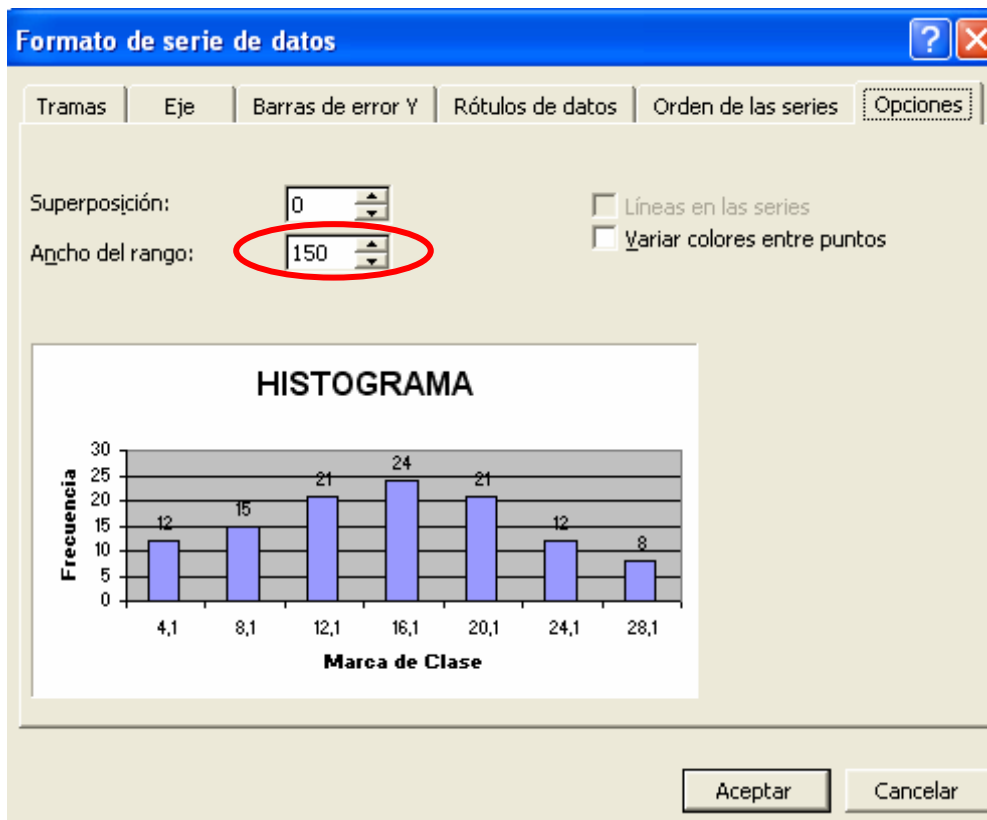 Formato de serie de datos
Tramas Eje Barras de error Y Rótulos de datos Orden de las series Opciones
Superposición: 0 Líneas en las series
Ancho del rango: 150 Variar colores entre puntos
HISTOGRAMA
Frecuencia
30
25
20
15
10
5
0
12 15 21 24 21 12 8
4,1 8,1 12,1 16,1 20,1 24,1 28,1
Marca de Clase
Aceptar Cancelar